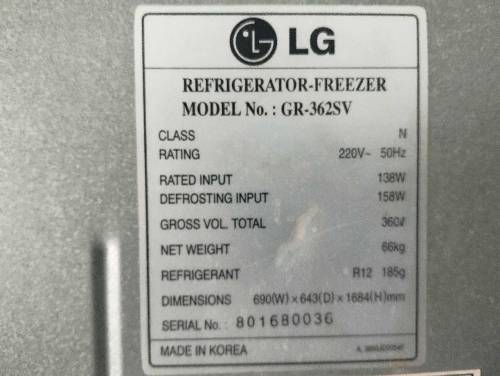 LG
REFRIGERATOR-FREEZER
MODEL No. : GR-362SV
CLASS N
RATING 220V~ 50Hz
RATED INPUT 138W
DEFROSTING INPUT 158W
GROSS VOL. TOTAL 360ℓ
NET WEIGHT 66kg
REFRIGERANT R12 185g
DIMENSIONS 690(W)×643(D)×1684(H)mm
SERIAL No. : 801680036
MADE IN KOREA